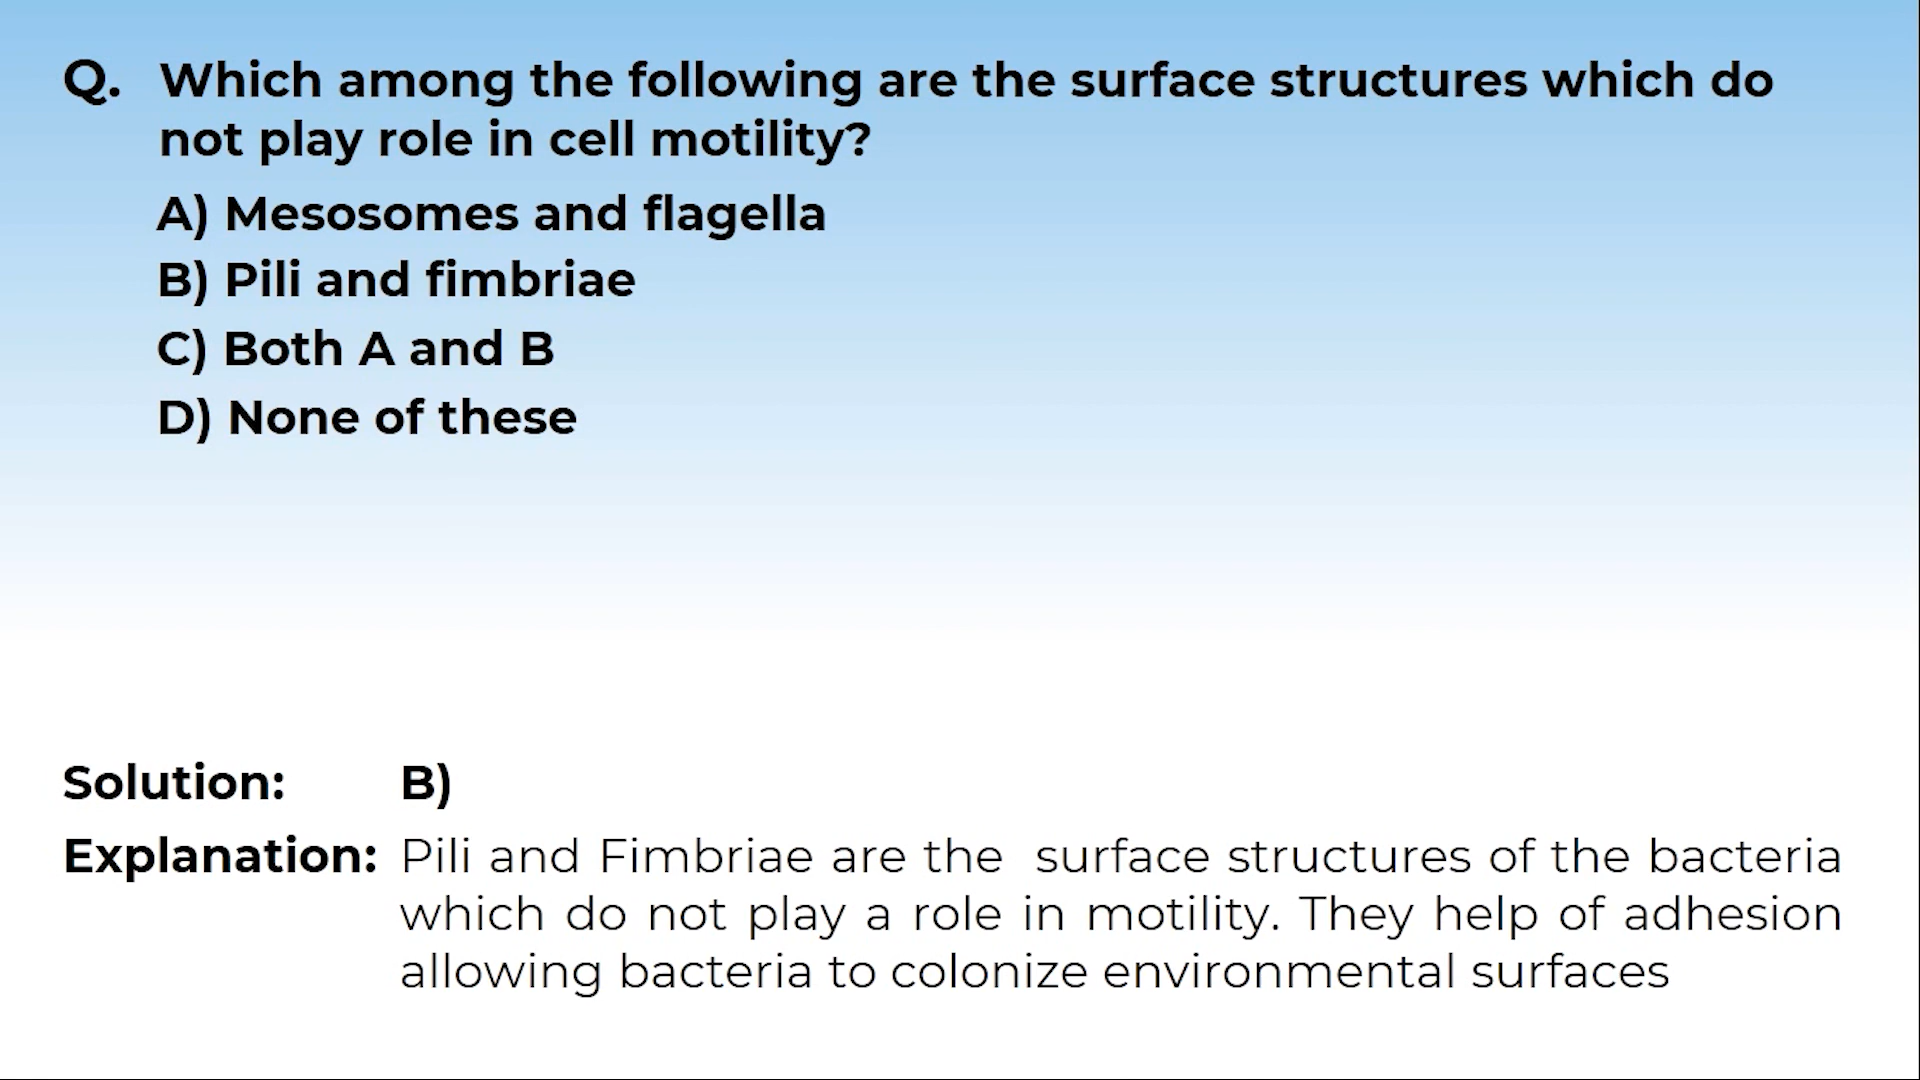 Q. Which among the following are the surface structures which do
not play role in cell motility?
A) Mesosomes and flagella
B) Pili and fimbriae
C) Both A and B
D) None of these
Solution: B)
Explanation: Pili and Fimbriae are the surface structures of the bacteria
which do not play a role in motility. They help of adhesion
allowing bacteria to colonize environmental surfaces